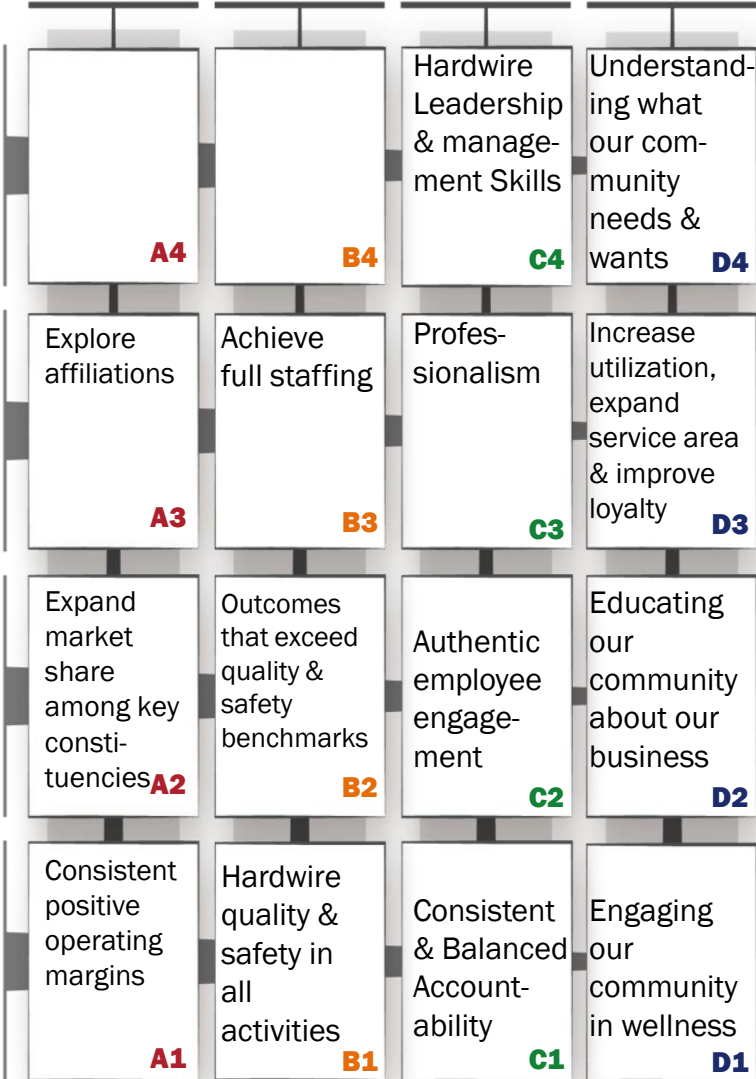 A4
B4
Hardwire
Leadership
& manage-
ment Skills
C4
Understand-
ing what
our com-
munity
needs &
wants
D4
Explore
affiliations
A3
Achieve
full staffing
B3
Profes-
sionalism
C3
Increase
utilization,
expand
service area
& improve
loyalty
D3
Expand
market
share
among key
consti-
tuencies
A2
Outcomes
that exceed
quality &
safety
benchmarks
B2
Authentic
employee
engage-
ment
C2
Educating
our
community
about our
business
D2
Consistent
positive
operating
margins
A1
Hardwire
quality &
safety in
all
activities
B1
Consistent
& Balanced
Account-
ability
C1
Engaging
our
community
in wellness
D1